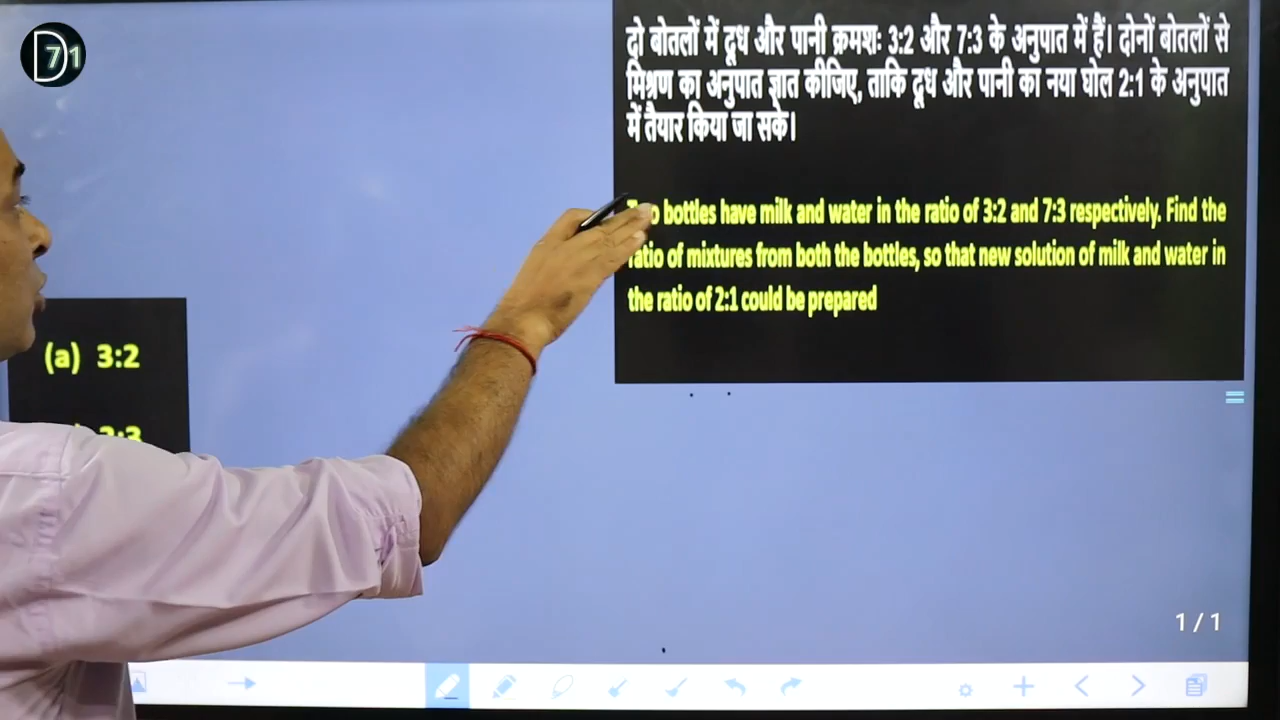 D71
दो बोतलों में दूध और पानी क्रमशः 3:2 और 7:3 के अनुपात में हैं। दोनों बोतलों से
मिश्रण का अनुपात ज्ञात कीजिए, ताकि दूध और पानी का नया घोल 2:1 के अनुपात
में तैयार किया जा सके।
bottles have milk and water in the ratio of 3:2 and 7:3 respectively. Find the
ratio of mixtures from both the bottles, so that new solution of milk and water in
the ratio of 2:1 could be prepared
(a) 3:2
1 / 1